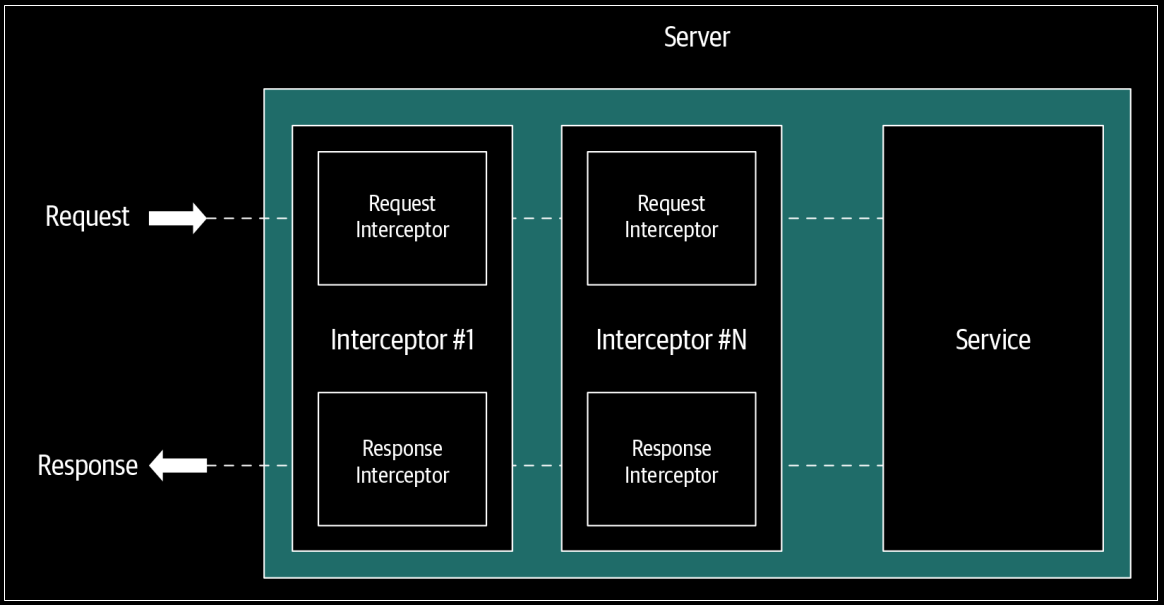 Server
Request
Request
Interceptor
Request
Interceptor
Interceptor #1
Interceptor #N
Service
Response
Response
Interceptor
Response
Interceptor